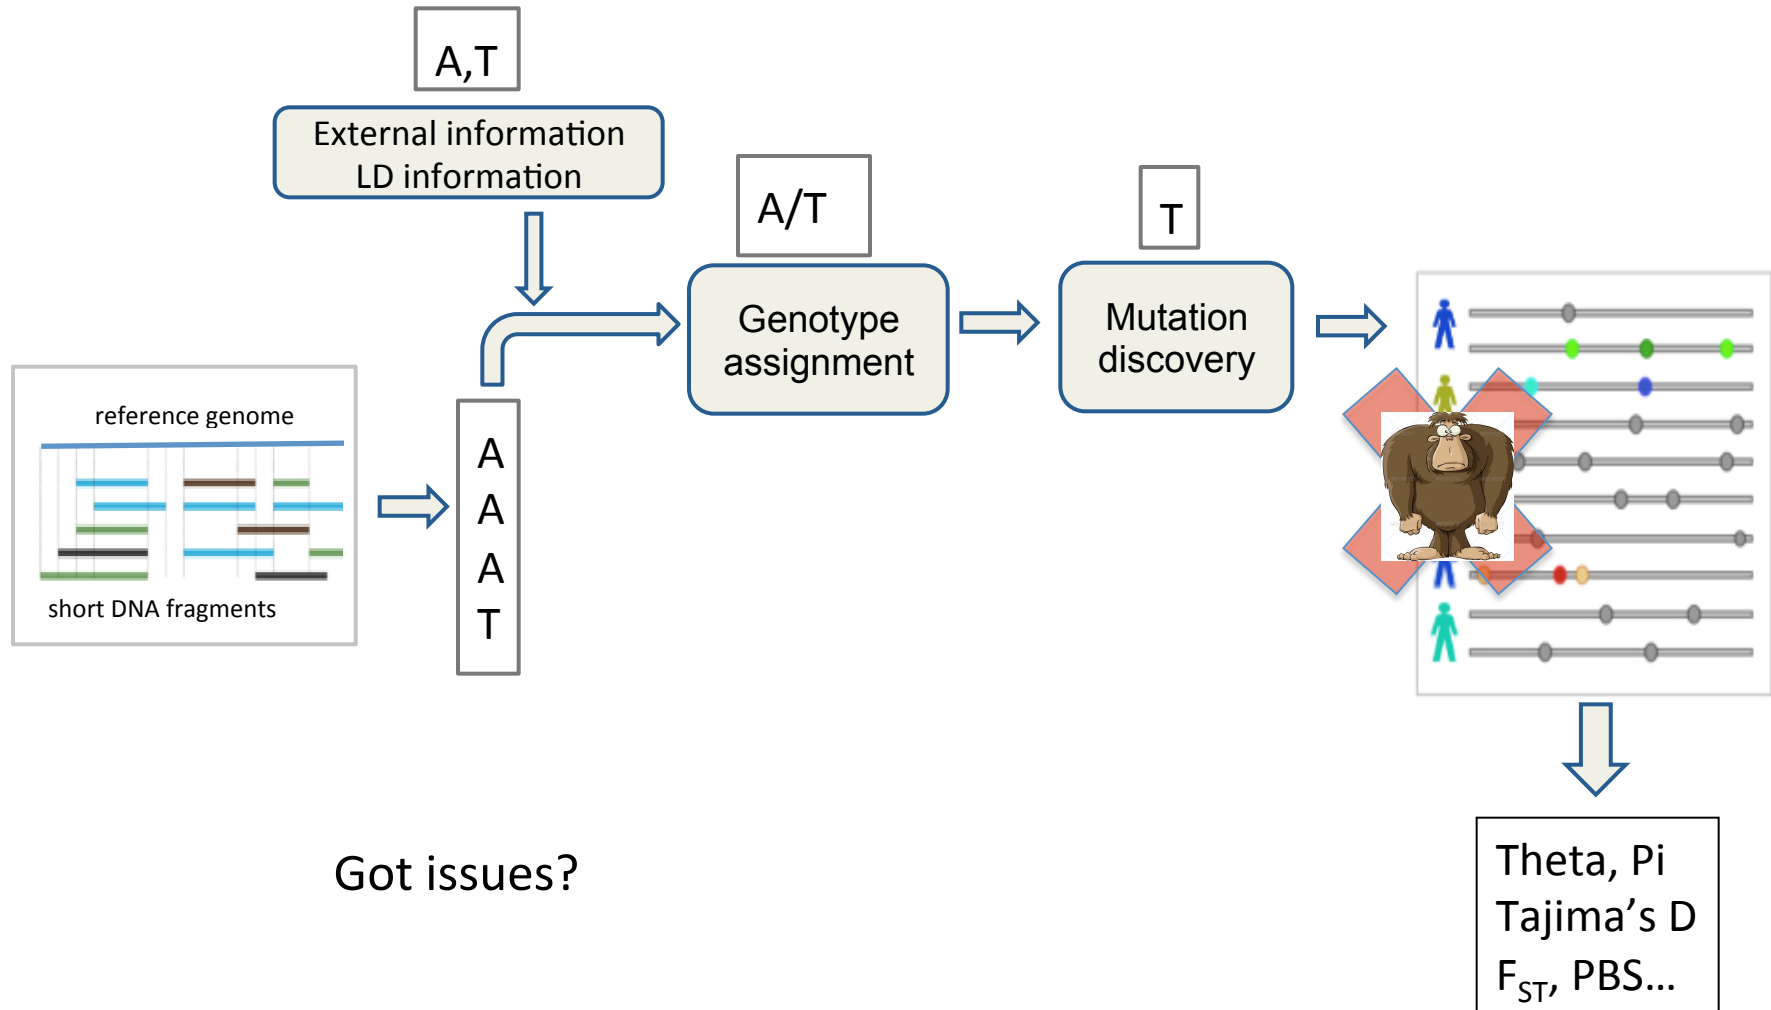 A,T
External information
LD information
A/T
T
Genotype
assignment
Mutation
discovery
reference genome
short DNA fragments
A
A
A
T
Got issues?
Theta, Pi
Tajima’s D
FST, PBS...